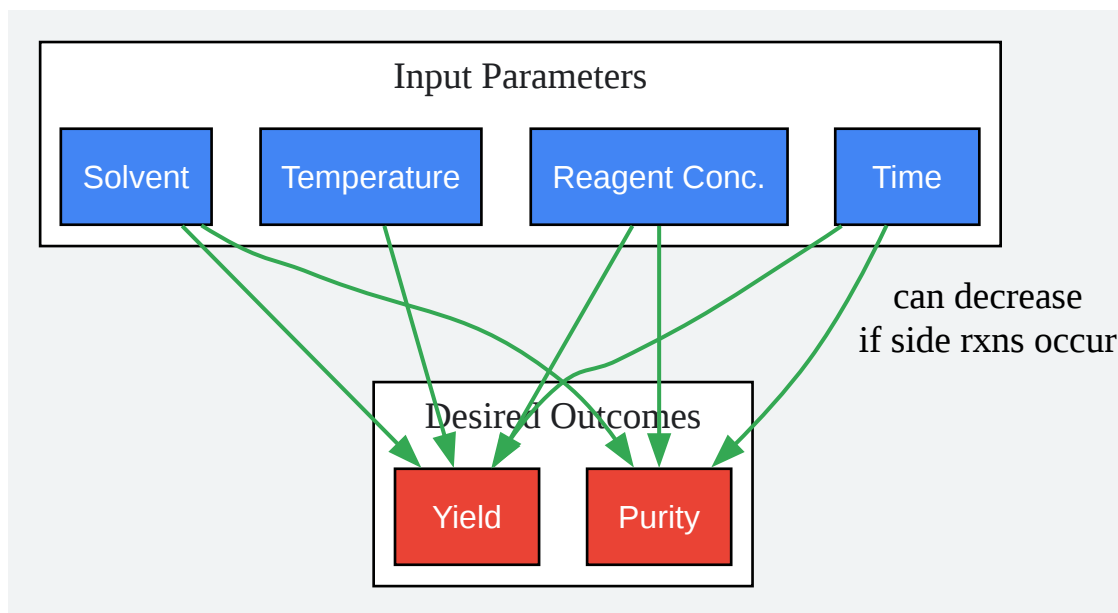 Input Parameters
Solvent
Temperature
Reagent Conc.
Time
can decrease
if side rxns occur
Desired Outcomes
Yield
Purity